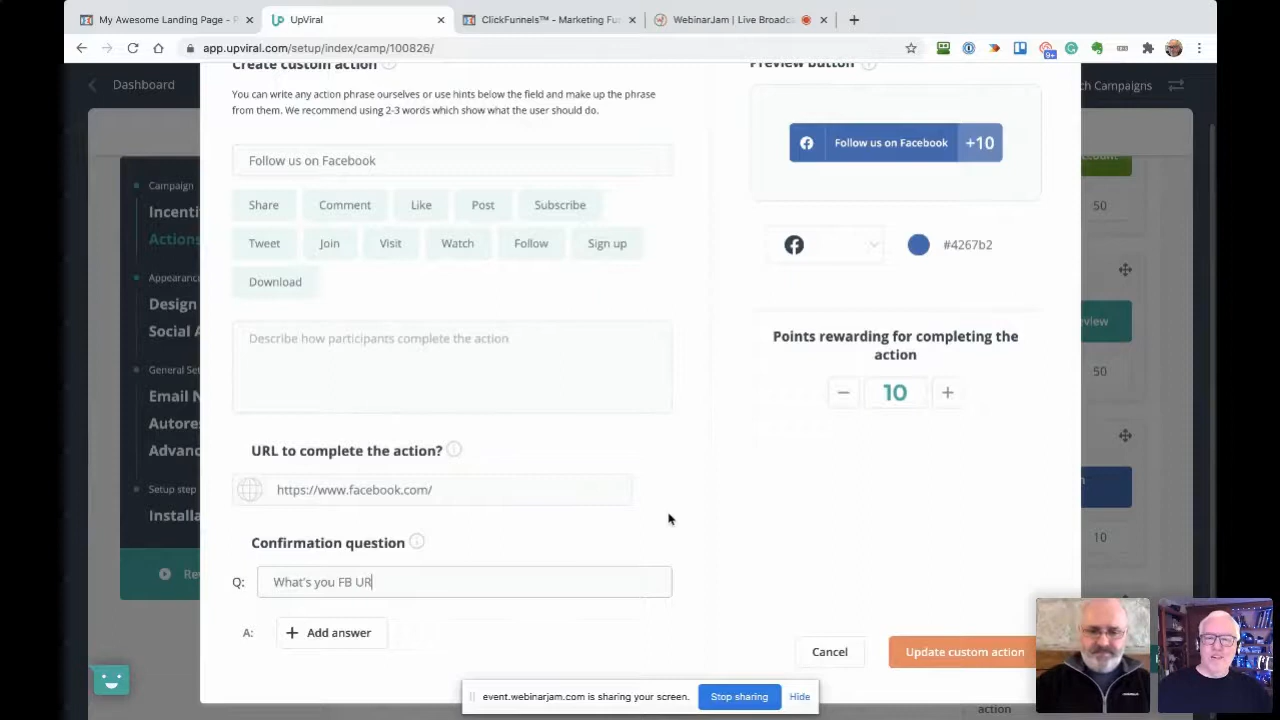 My Awesome Landing Page - P
UpViral
ClickFunnels™ - Marketing Fu
WebinarJam | Live Broadca
app.upviral.com/setup/index/camp/100826/
9+
Dashboard
ch Campaigns
Create custom action
Preview button
You can write any action phrase ourselves or use hints below the field and make up the phrase
from them. We recommend using 2-3 words which show what the user should do.
Follow us on Facebook
Follow us on Facebook +10
Share Comment Like Post Subscribe
Tweet Join Visit Watch Follow Sign up
Download
#4267b2
Describe how participants complete the action
Points rewarding for completing the
action
− 10 +
URL to complete the action?
https://www.facebook.com/
Confirmation question
Q: What's you FB UR
A: + Add answer
Cancel
Update custom action
Campaign
Incenti
Actions
Appearanc
Design
Social A
General Se
Email N
Autores
Advanc
Setup step
Installa
Rev
ccount
50
view
50
n
10
action
event.webinarjam.com is sharing your screen.
Stop sharing
Hide